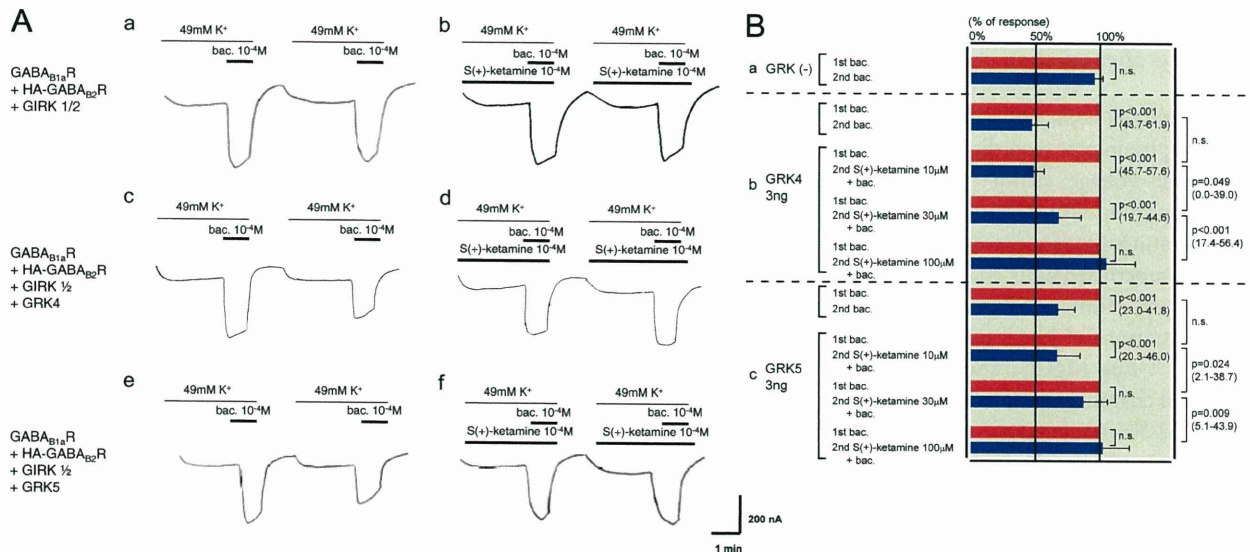 A
a
49mM K⁺
49mM K⁺
bac. 10⁻⁴M
bac. 10⁻⁴M
GABA_B1aR
+ HA-GABA_B2R
+ GIRK 1/2
b
49mM K⁺
49mM K⁺
bac. 10⁻⁴M
bac. 10⁻⁴M
S(+)-ketamine 10⁻⁴M
S(+)-ketamine 10⁻⁴M
c
49mM K⁺
49mM K⁺
bac. 10⁻⁴M
bac. 10⁻⁴M
GABA_B1aR
+ HA-GABA_B2R
+ GIRK ½
+ GRK4
d
49mM K⁺
49mM K⁺
bac. 10⁻⁴M
bac. 10⁻⁴M
S(+)-ketamine 10⁻⁴M
S(+)-ketamine 10⁻⁴M
e
49mM K⁺
49mM K⁺
bac. 10⁻⁴M
bac. 10⁻⁴M
GABA_B1aR
+ HA-GABA_B2R
+ GIRK ½
+ GRK5
f
49mM K⁺
49mM K⁺
bac. 10⁻⁴M
bac. 10⁻⁴M
S(+)-ketamine 10⁻⁴M
S(+)-ketamine 10⁻⁴M
200 nA
1 min
B
(% of response)
0% 50% 100%
a GRK (-)
1st bac.
2nd bac.
n.s.
b GRK4
3ng
1st bac.
2nd bac.
p<0.001
(43.7-61.9)
1st bac.
2nd S(+)-ketamine 10µM
+ bac.
p<0.001
(45.7-57.6)
1st bac.
2nd S(+)-ketamine 30µM
+ bac.
p<0.001
(19.7-44.6)
1st bac.
2nd S(+)-ketamine 100µM
+ bac.
n.s.
n.s.
p=0.049
(0.0-39.0)
p<0.001
(17.4-56.4)
c GRK5
3ng
1st bac.
2nd bac.
p<0.001
(23.0-41.8)
1st bac.
2nd S(+)-ketamine 10µM
+ bac.
p<0.001
(20.3-46.0)
1st bac.
2nd S(+)-ketamine 30µM
+ bac.
n.s.
1st bac.
2nd S(+)-ketamine 100µM
+ bac.
n.s.
n.s.
p=0.024
(2.1-38.7)
p=0.009
(5.1-43.9)